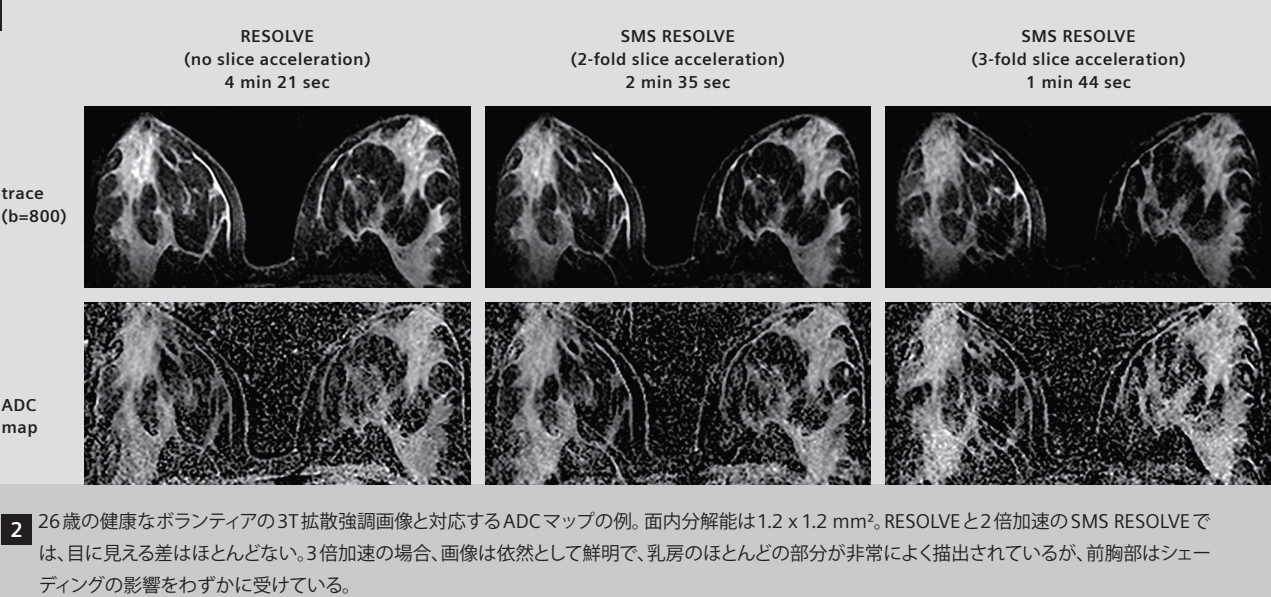 RESOLVE
(no slice acceleration)
4 min 21 sec
SMS RESOLVE
(2-fold slice acceleration)
2 min 35 sec
SMS RESOLVE
(3-fold slice acceleration)
1 min 44 sec
trace
(b=800)
ADC
map
2
26歳の健康なボランティアの3T拡散強調画像と対応するADCマップの例。面内分解能は1.2 x 1.2 mm²。RESOLVEと2倍加速のSMS RESOLVEで
は、目に見える差はほとんどない。3倍加速の場合、画像は依然として鮮明で、乳房のほとんどの部分が非常によく描出されているが、前胸部はシェー
ディングの影響をわずかに受けている。